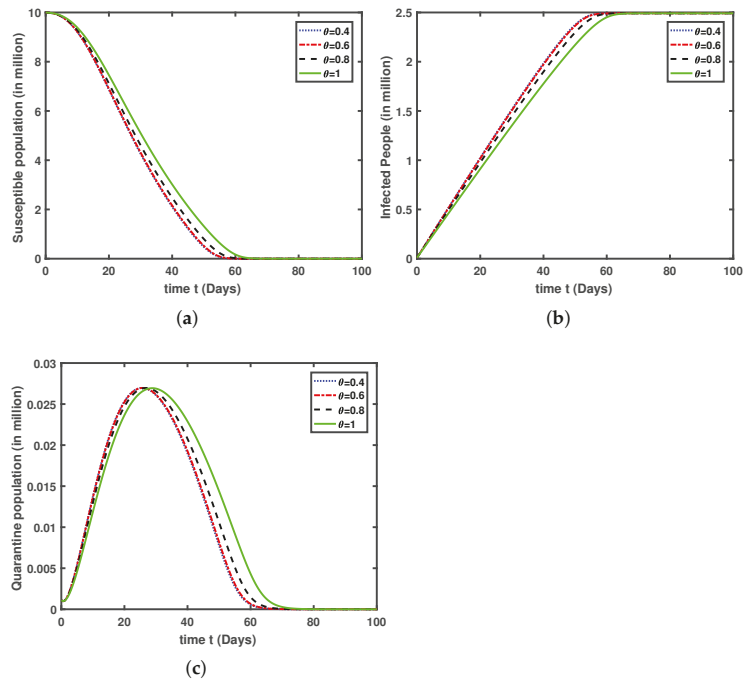 10
8
6
4
2
0
0 20 40 60 80 100
Susceptible population (in million)
time t (Days)
θ=0.4
θ=0.6
θ=0.8
θ=1
(a)
2.5
2
1.5
1
0.5
0
0 20 40 60 80 100
Infected People (in million)
time t (Days)
θ=0.4
θ=0.6
θ=0.8
θ=1
(b)
0.03
0.025
0.02
0.015
0.01
0.005
0
0 20 40 60 80 100
Quarantine population (in million)
time t (Days)
θ=0.4
θ=0.6
θ=0.8
θ=1
(c)